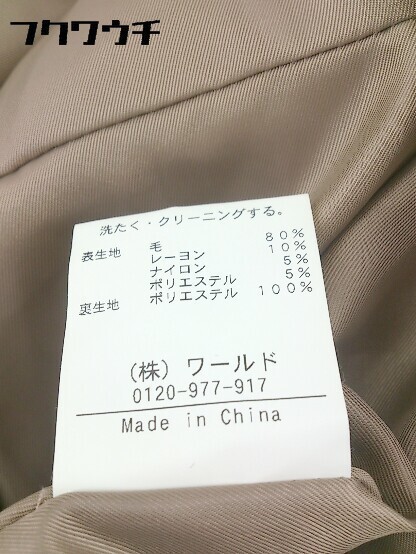 フクワウチ
洗たく・クリーニングする。
表生地 毛 80%
レーヨン 10%
ナイロン 5%
ポリエステル 5%
裏生地 ポリエステル 100%
(株) ワールド
0120-977-917
Made in China